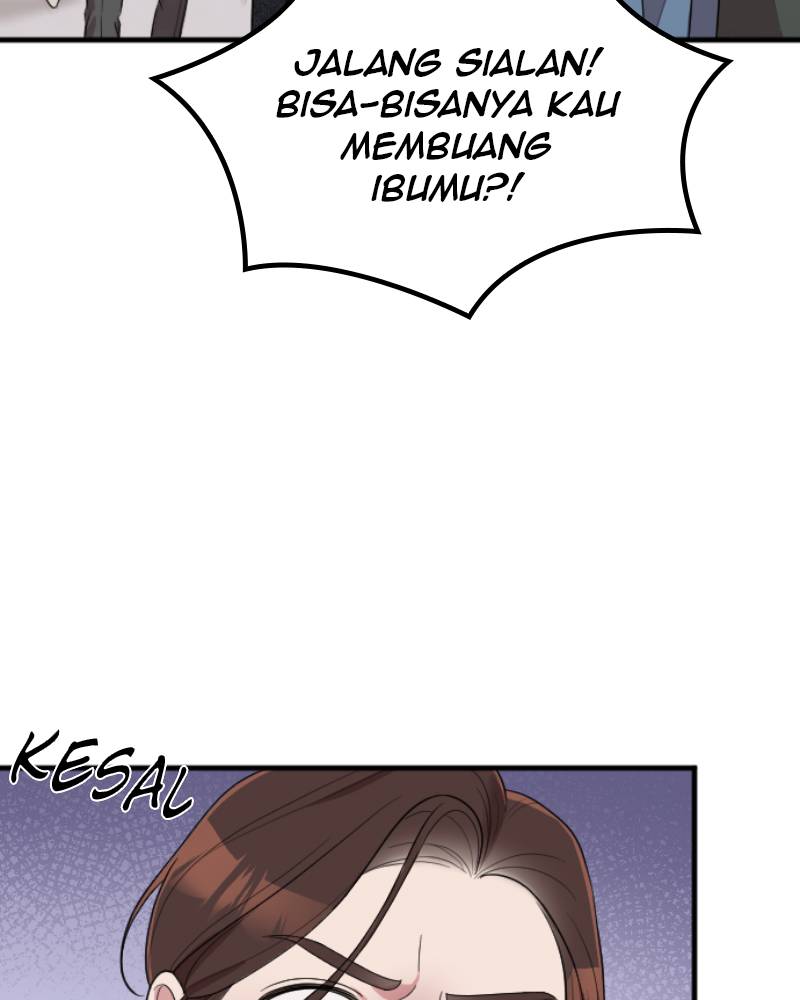 JALANG SIALAN!
BISA-BISANYA KAU
MEMBUANG
IBUMU?!
KESAL